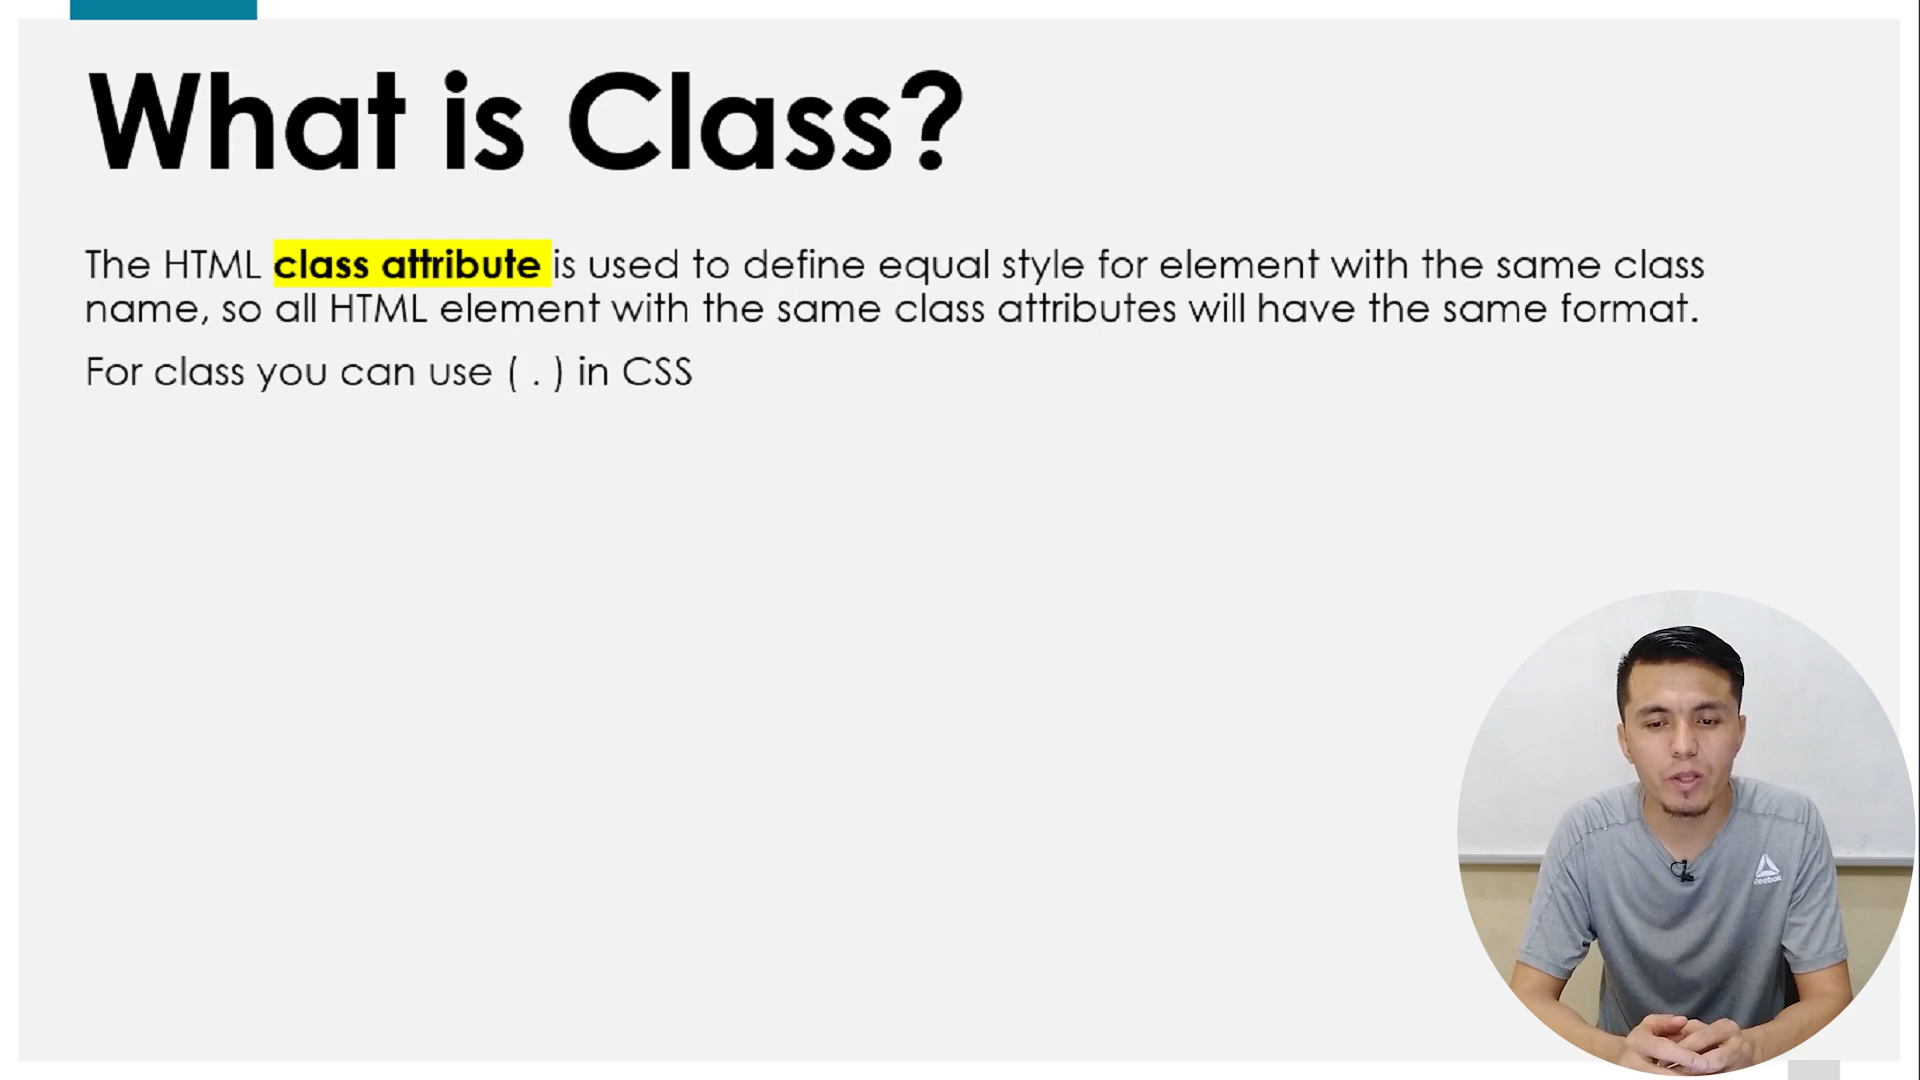 What is Class?
The HTML class attribute is used to define equal style for element with the same class
name, so all HTML element with the same class attributes will have the same format.
For class you can use ( . ) in CSS
Reebok